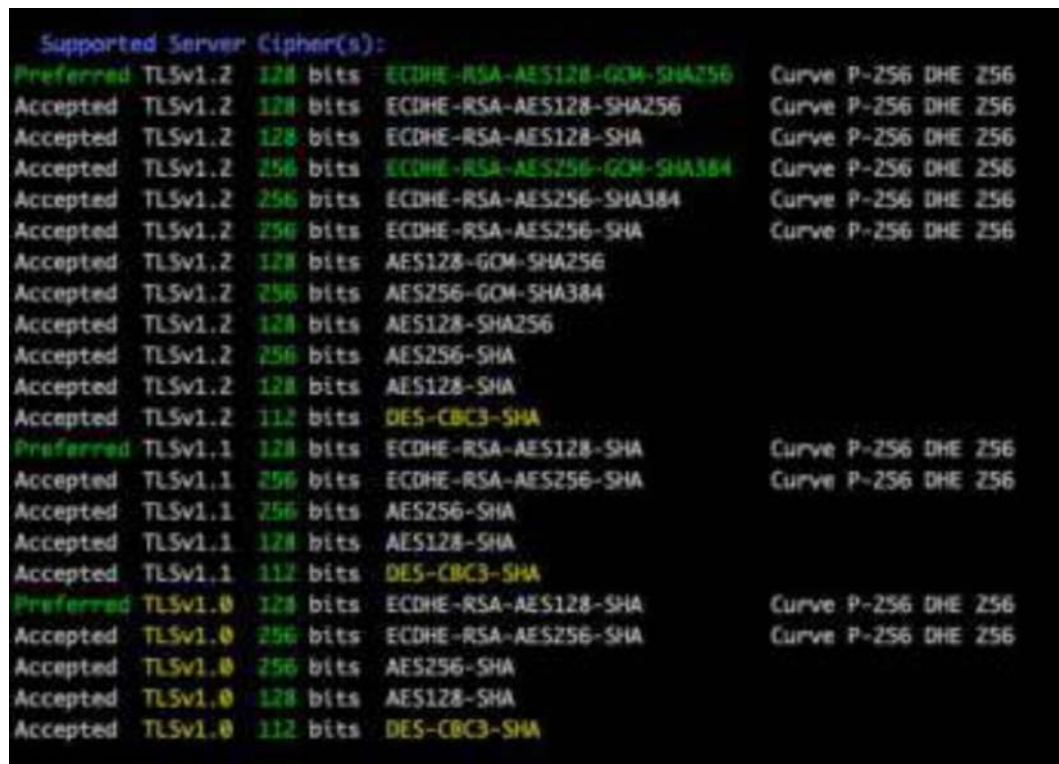 Supported Server Cipher(s):
Preferred TLSv1.2 128 bits ECDHE-RSA-AES128-GCM-SHA256 Curve P-256 DHE 256
Accepted TLSv1.2 128 bits ECDHE-RSA-AES128-SHA256 Curve P-256 DHE 256
Accepted TLSv1.2 128 bits ECDHE-RSA-AES128-SHA Curve P-256 DHE 256
Accepted TLSv1.2 256 bits ECDHE-RSA-AES256-GCM-SHA384 Curve P-256 DHE 256
Accepted TLSv1.2 256 bits ECDHE-RSA-AES256-SHA384 Curve P-256 DHE 256
Accepted TLSv1.2 256 bits ECDHE-RSA-AES256-SHA Curve P-256 DHE 256
Accepted TLSv1.2 128 bits AES128-GCM-SHA256
Accepted TLSv1.2 256 bits AES256-GCM-SHA384
Accepted TLSv1.2 128 bits AES128-SHA256
Accepted TLSv1.2 256 bits AES256-SHA
Accepted TLSv1.2 128 bits AES128-SHA
Accepted TLSv1.2 112 bits DES-CBC3-SHA
Preferred TLSv1.1 128 bits ECDHE-RSA-AES128-SHA Curve P-256 DHE 256
Accepted TLSv1.1 256 bits ECDHE-RSA-AES256-SHA Curve P-256 DHE 256
Accepted TLSv1.1 256 bits AES256-SHA
Accepted TLSv1.1 128 bits AES128-SHA
Accepted TLSv1.1 112 bits DES-CBC3-SHA
Preferred TLSv1.0 128 bits ECDHE-RSA-AES128-SHA Curve P-256 DHE 256
Accepted TLSv1.0 256 bits ECDHE-RSA-AES256-SHA Curve P-256 DHE 256
Accepted TLSv1.0 256 bits AES256-SHA
Accepted TLSv1.0 128 bits AES128-SHA
Accepted TLSv1.0 112 bits DES-CBC3-SHA